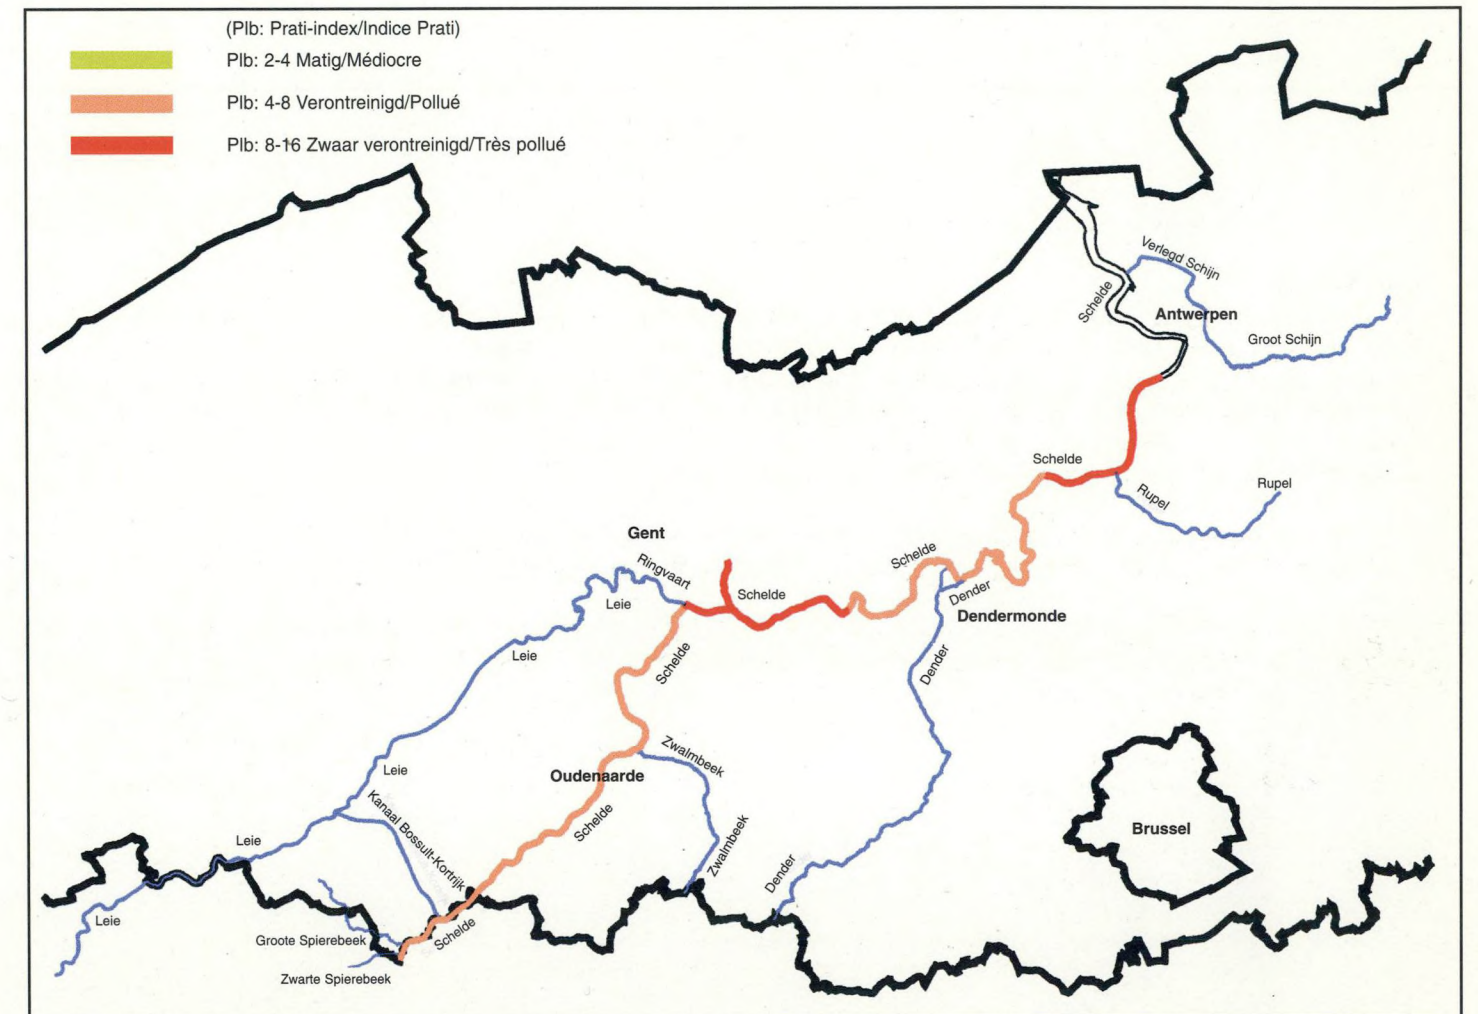 (Plb: Prati-index/Indice Prati)
Plb: 2-4 Matig/Médiocre
Plb: 4-8 Verontreinigd/Pollué
Plb: 8-16 Zwaar verontreinigd/Très pollué
Verlegd Schijn
Schelde
Antwerpen
Groot Schijn
Schelde
Rupel
Rupel
Gent
Ringvaart
Schelde
Leie
Schelde
Dender
Dendermonde
Leie
Schelde
Dender
Zwalmbeek
Leie
Oudenaarde
Kanaal Bossult-Kortrijk
Schelde
Brussel
Leie
Zwalmbeek
Dender
Leie
Groote Spierebeek
Schelde
Zwarte Spierebeek